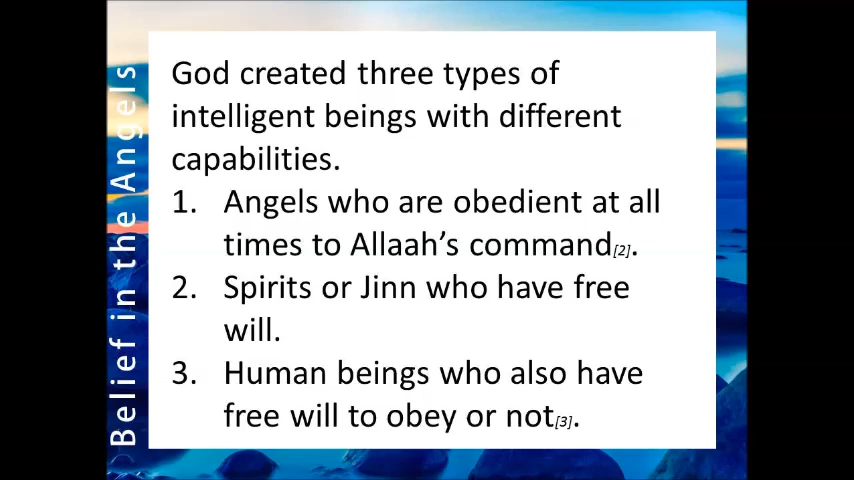 Belief in the Angels
God created three types of
intelligent beings with different
capabilities.
1. Angels who are obedient at all
times to Allaah’s command[2].
2. Spirits or Jinn who have free
will.
3. Human beings who also have
free will to obey or not[3].